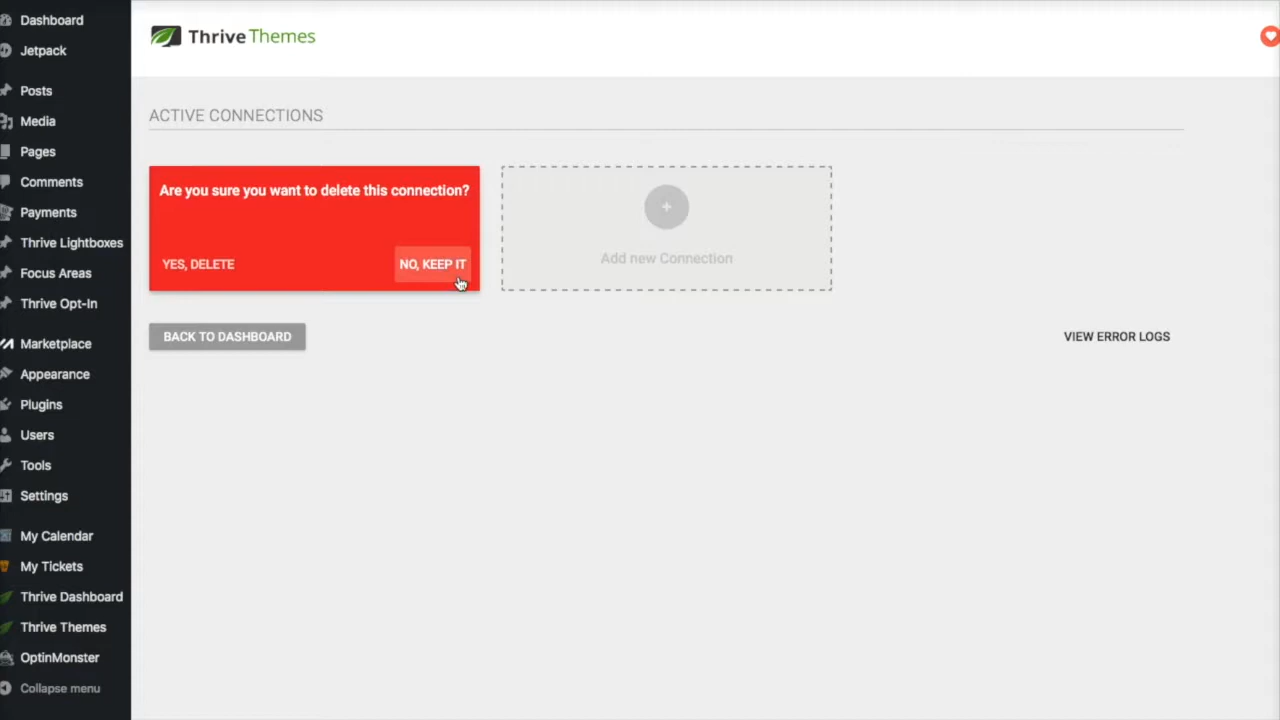 Dashboard
Jetpack
Posts
Media
Pages
Comments
Payments
Thrive Lightboxes
Focus Areas
Thrive Opt-In
Marketplace
Appearance
Plugins
Users
Tools
Settings
My Calendar
My Tickets
Thrive Dashboard
Thrive Themes
OptinMonster
Collapse menu
Thrive Themes
ACTIVE CONNECTIONS
Are you sure you want to delete this connection?
YES, DELETE
NO, KEEP IT
Add new Connection
BACK TO DASHBOARD
VIEW ERROR LOGS